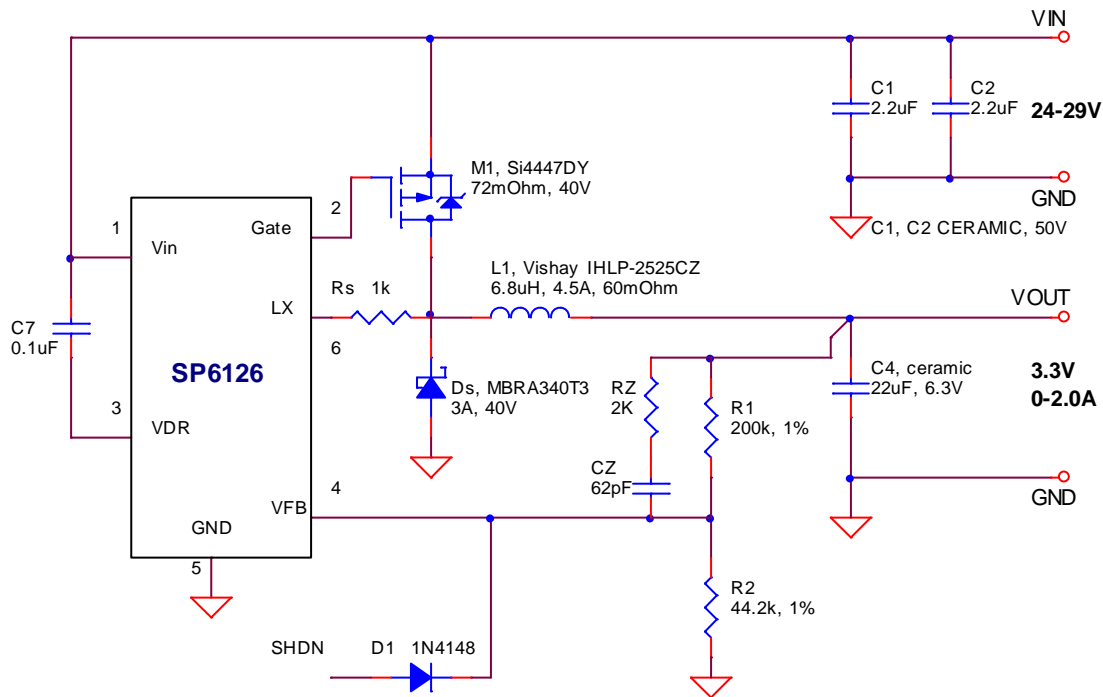 VIN
C1
2.2uF
C2
2.2uF
24-29V
M1, Si4447DY
72mOhm, 40V
GND
C1, C2 CERAMIC, 50V
1
Vin
2
Gate
L1, Vishay IHLP-2525CZ
6.8uH, 4.5A, 60mOhm
Rs 1k
LX
VOUT
C7
0.1uF
6
SP6126
Ds, MBRA340T3
3A, 40V
C4, ceramic
22uF, 6.3V
3.3V
0-2.0A
RZ
2K
R1
200k, 1%
3
VDR
CZ
62pF
4
VFB
GND
GND
5
R2
44.2k, 1%
SHDN
D1 1N4148